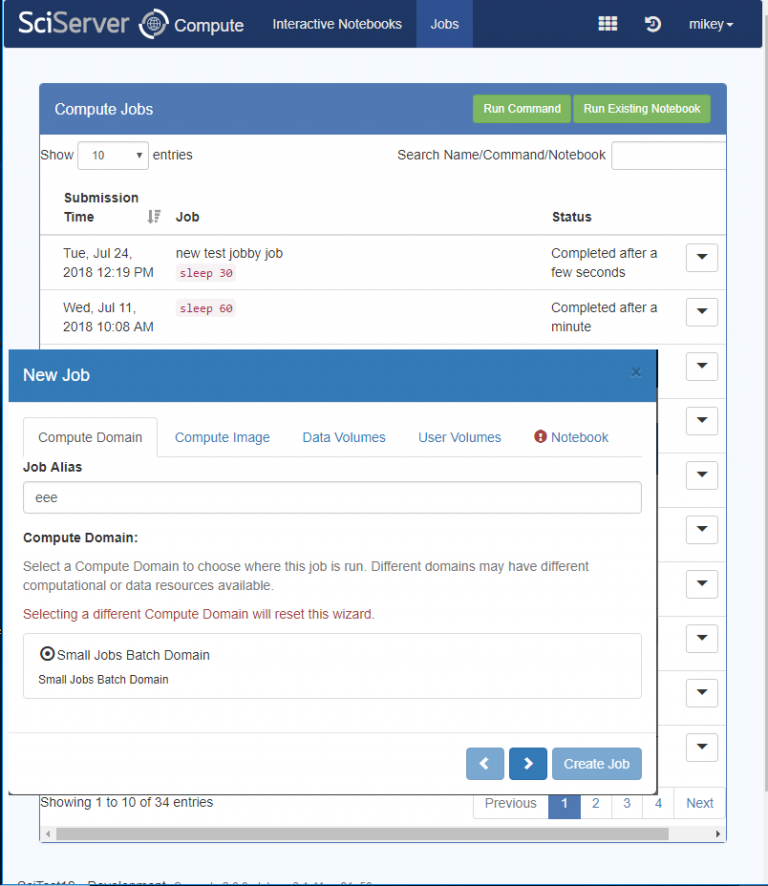 SciServer Compute Interactive Notebooks Jobs mikey
Compute Jobs Run Command Run Existing Notebook
Show 10 entries Search Name/Command/Notebook
Submission
Time Job Status
Tue, Jul 24, new test jobby job Completed after a
2018 12:19 PM sleep 30 few seconds
Wed, Jul 11, sleep 60 Completed after a
2018 10:08 AM minute
New Job ×
Compute Domain Compute Image Data Volumes User Volumes Notebook
Job Alias
eee
Compute Domain:
Select a Compute Domain to choose where this job is run. Different domains may have different
computational or data resources available.
Selecting a different Compute Domain will reset this wizard.
Small Jobs Batch Domain
Small Jobs Batch Domain
Create Job
Showing 1 to 10 of 34 entries Previous 1 2 3 4 Next